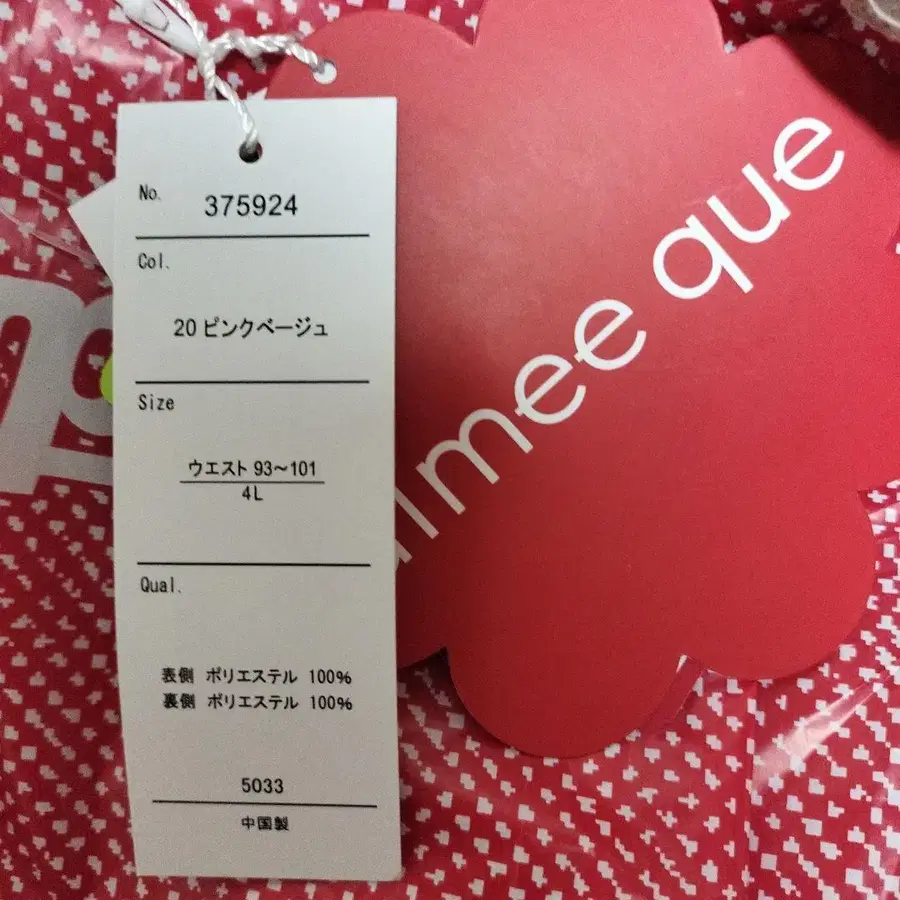 No. 375924
Col.
20 ピンクベージュ
Size
ウエスト 93～101
4L
Qual.
表側 ポリエステル 100%
裏側 ポリエステル 100%
5033
中国製
que